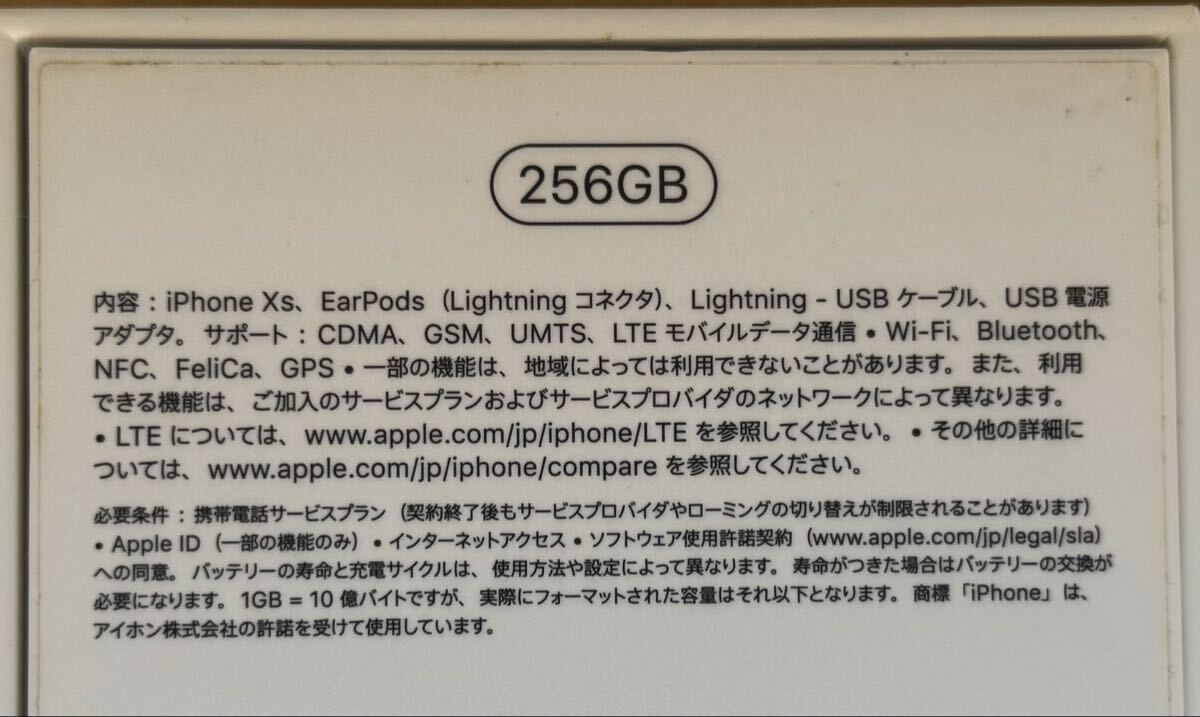 256GB
内容：iPhone Xs、EarPods（Lightning コネクタ）、Lightning - USB ケーブル、USB 電源
アダプタ。サポート：CDMA、GSM、UMTS、LTE モバイルデータ通信 • Wi-Fi、Bluetooth、
NFC、FeliCa、GPS • 一部の機能は、地域によっては利用できないことがあります。また、利用
できる機能は、ご加入のサービスプランおよびサービスプロバイダのネットワークによって異なります。
• LTE については、www.apple.com/jp/iphone/LTE を参照してください。• その他の詳細に
ついては、www.apple.com/jp/iphone/compare を参照してください。
必要条件：携帯電話サービスプラン（契約終了後もサービスプロバイダやローミングの切り替えが制限されることがあります）
• Apple ID（一部の機能のみ）• インターネットアクセス • ソフトウェア使用許諾契約（www.apple.com/jp/legal/sla）
への同意。バッテリーの寿命と充電サイクルは、使用方法や設定によって異なります。寿命がつきた場合はバッテリーの交換が
必要になります。1GB = 10 億バイトですが、実際にフォーマットされた容量はそれ以下となります。商標「iPhone」は、
アイホン株式会社の許諾を受けて使用しています。